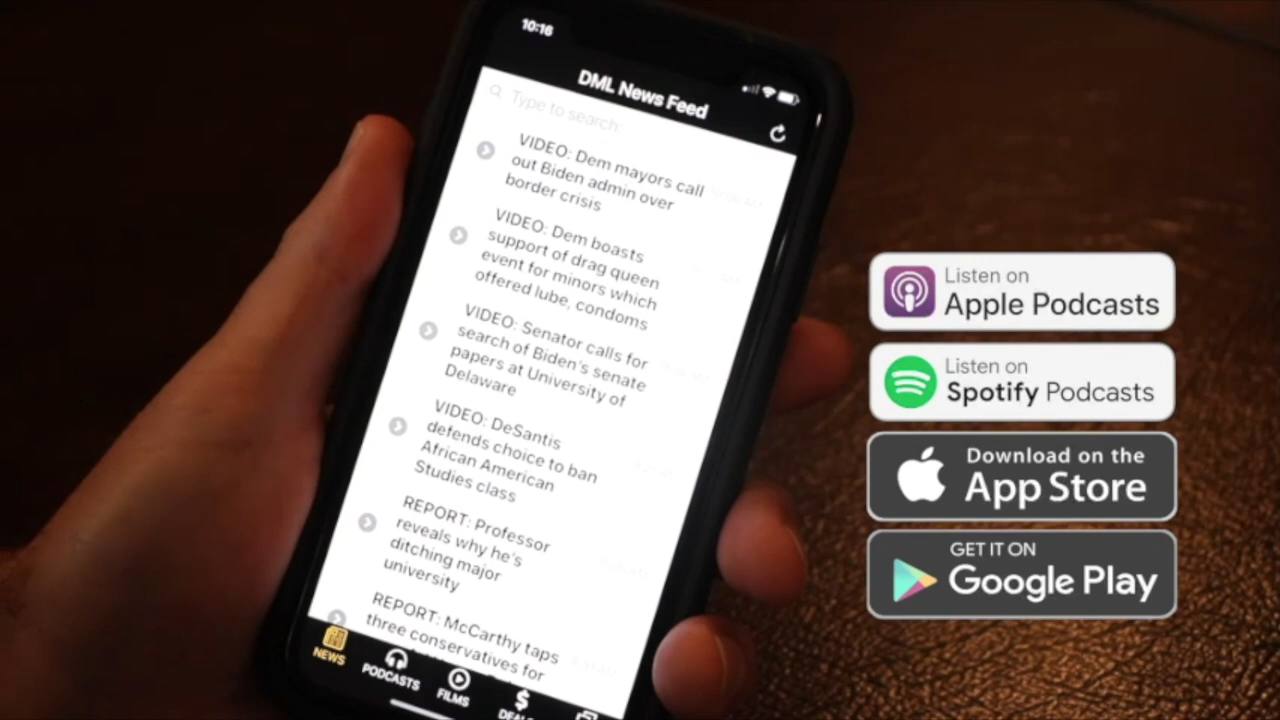 10:16
DML News Feed
Type to search:
VIDEO: Dem mayors call
out Biden admin over
border crisis
VIDEO: Dem boasts
support of drag queen
event for minors which
offered lube, condoms
VIDEO: Senator calls for
search of Biden's senate
papers at University of
Delaware
VIDEO: DeSantis
defends choice to ban
African American
Studies class
REPORT: Professor
reveals why he's
ditching major
university
REPORT: McCarthy taps
three conservatives for
NEWS
PODCASTS
FILMS
Listen on
Apple Podcasts
Listen on
Spotify Podcasts
Download on the
App Store
GET IT ON
Google Play